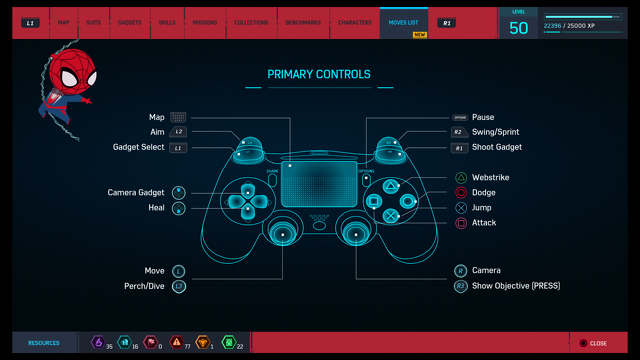 L1 MAP SUITS GADGETS SKILLS MISSIONS COLLECTIONS BENCHMARKS CHARACTERS MOVES LIST R1
NEW
LEVEL
50
22396 / 25000 XP
PRIMARY CONTROLS
Map
Aim L2
Gadget Select L1
Camera Gadget
Heal
Move L
Perch/Dive L3
SHARE
OPTIONS
OPTIONS Pause
R2 Swing/Sprint
R1 Shoot Gadget
Webstrike
Dodge
Jump
Attack
R Camera
R3 Show Objective (PRESS)
RESOURCES 35 16 0 77 1 22 CLOSE